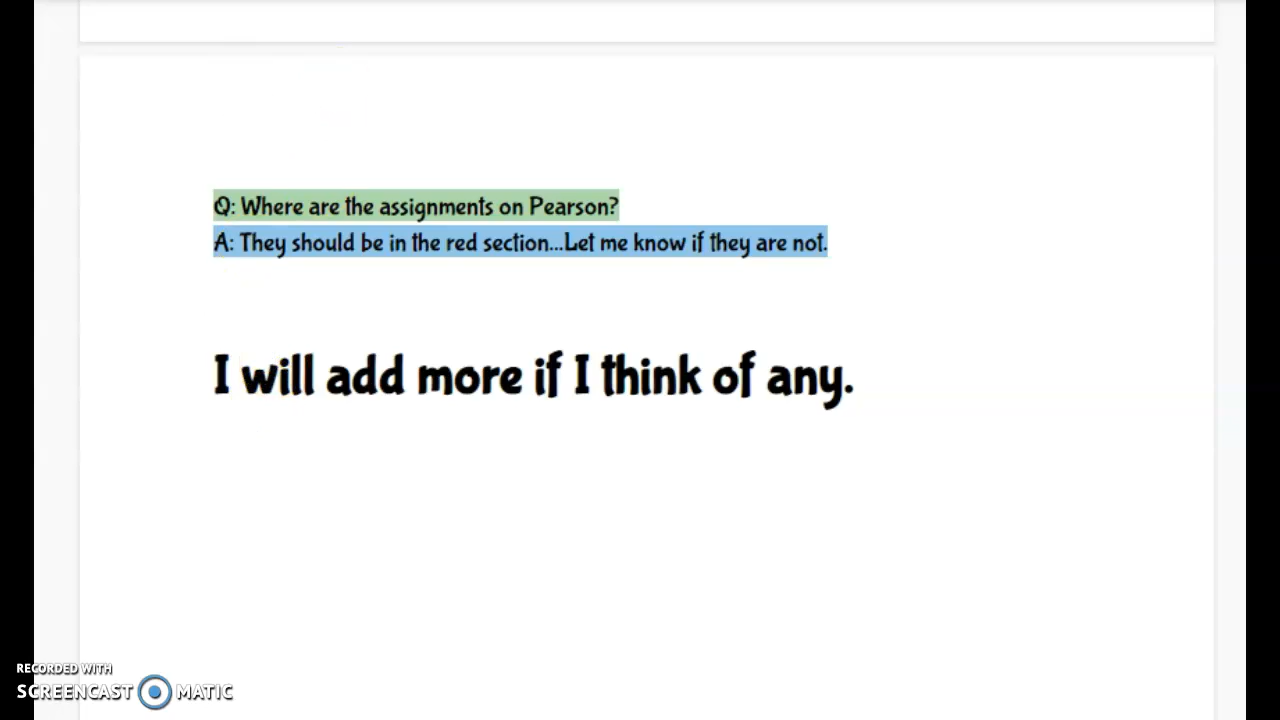 Q: Where are the assignments on Pearson?
A: They should be in the red section...Let me know if they are not.
I will add more if I think of any.
RECORDED WITH
SCREENCAST MATIC